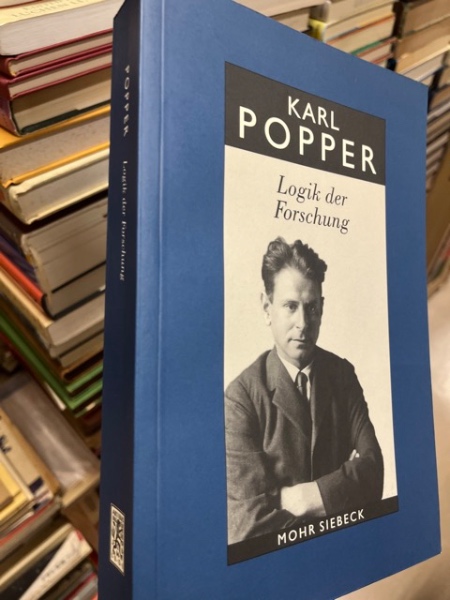 KARL
POPPER
Logik der
Forschung
MOHR SIEBECK
POPPER Logik der Forschung